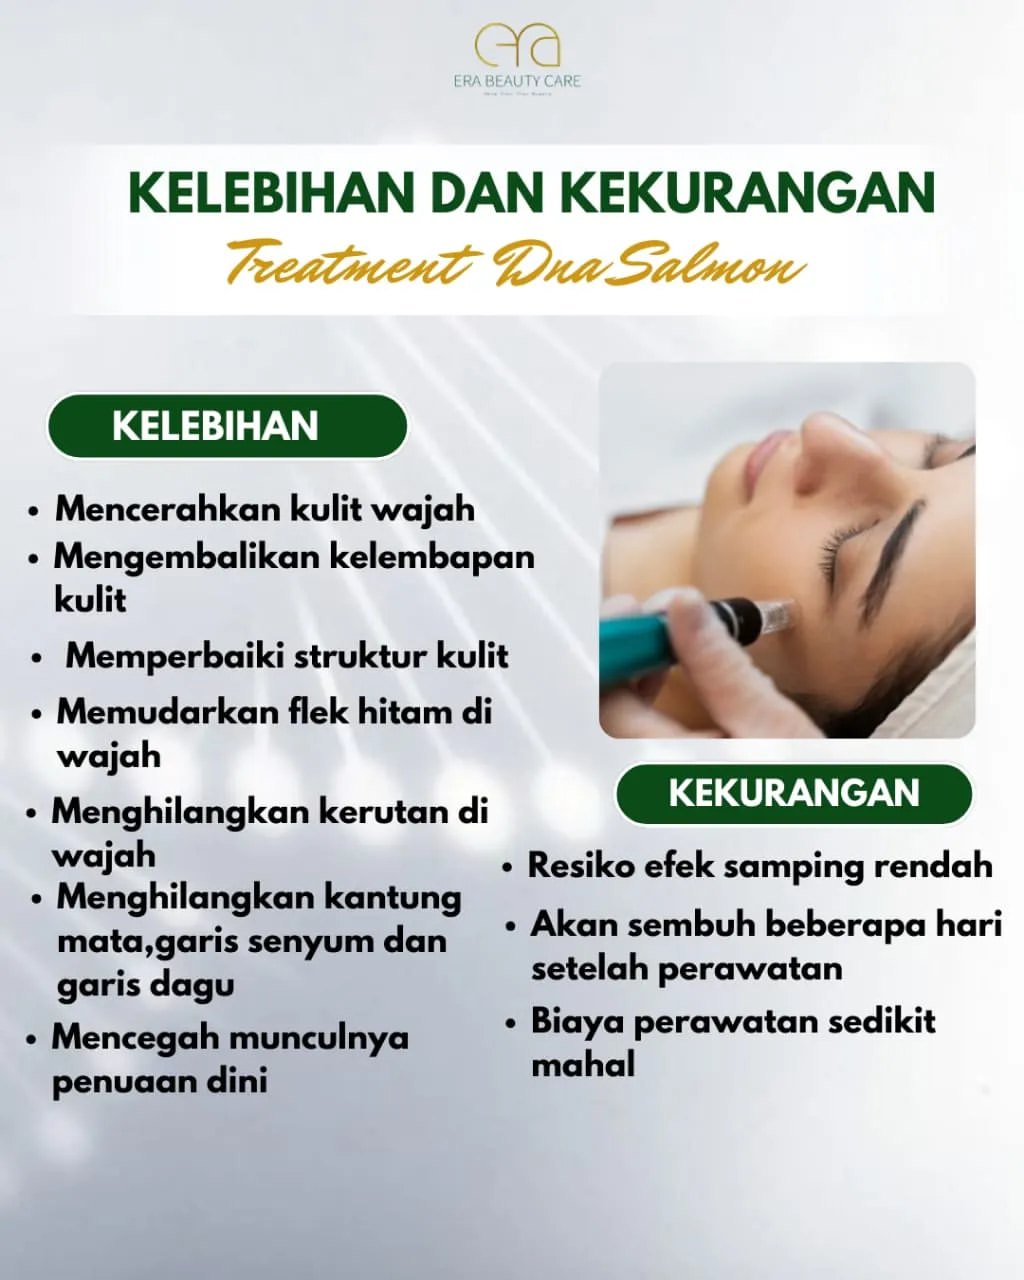 ERA BEAUTY CARE
KELEBIHAN DAN KEKURANGAN
Treatment DnaSalmon
KELEBIHAN
• Mencerahkan kulit wajah
• Mengembalikan kelembapan
kulit
• Memperbaiki struktur kulit
• Memudarkan flek hitam di
wajah
• Menghilangkan kerutan di
wajah
• Menghilangkan kantung
mata,garis senyum dan
garis dagu
• Mencegah munculnya
penuaan dini
KEKURANGAN
• Resiko efek samping rendah
• Akan sembuh beberapa hari
setelah perawatan
• Biaya perawatan sedikit
mahal